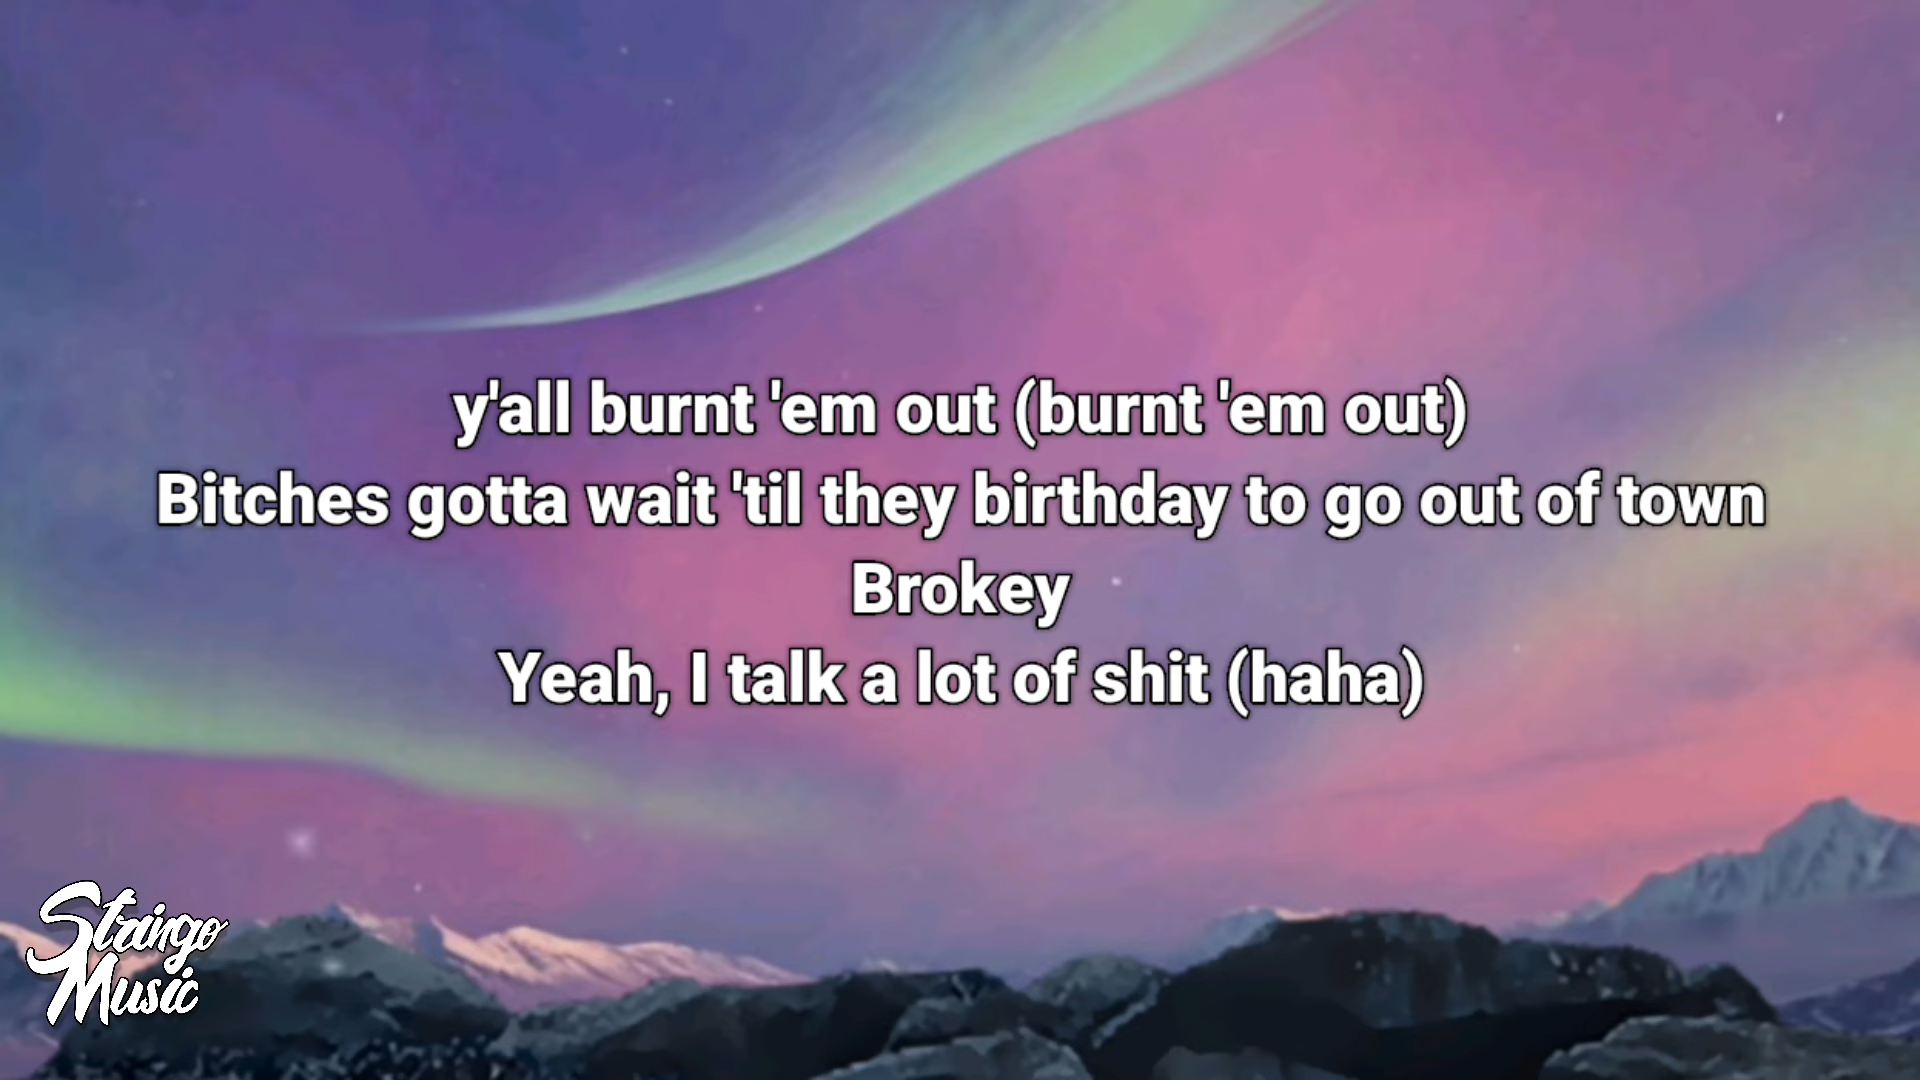 y'all burnt 'em out (burnt 'em out)
Bitches gotta wait 'til they birthday to go out of town
Brokey
Yeah, I talk a lot of shit (haha)
Strango
Music